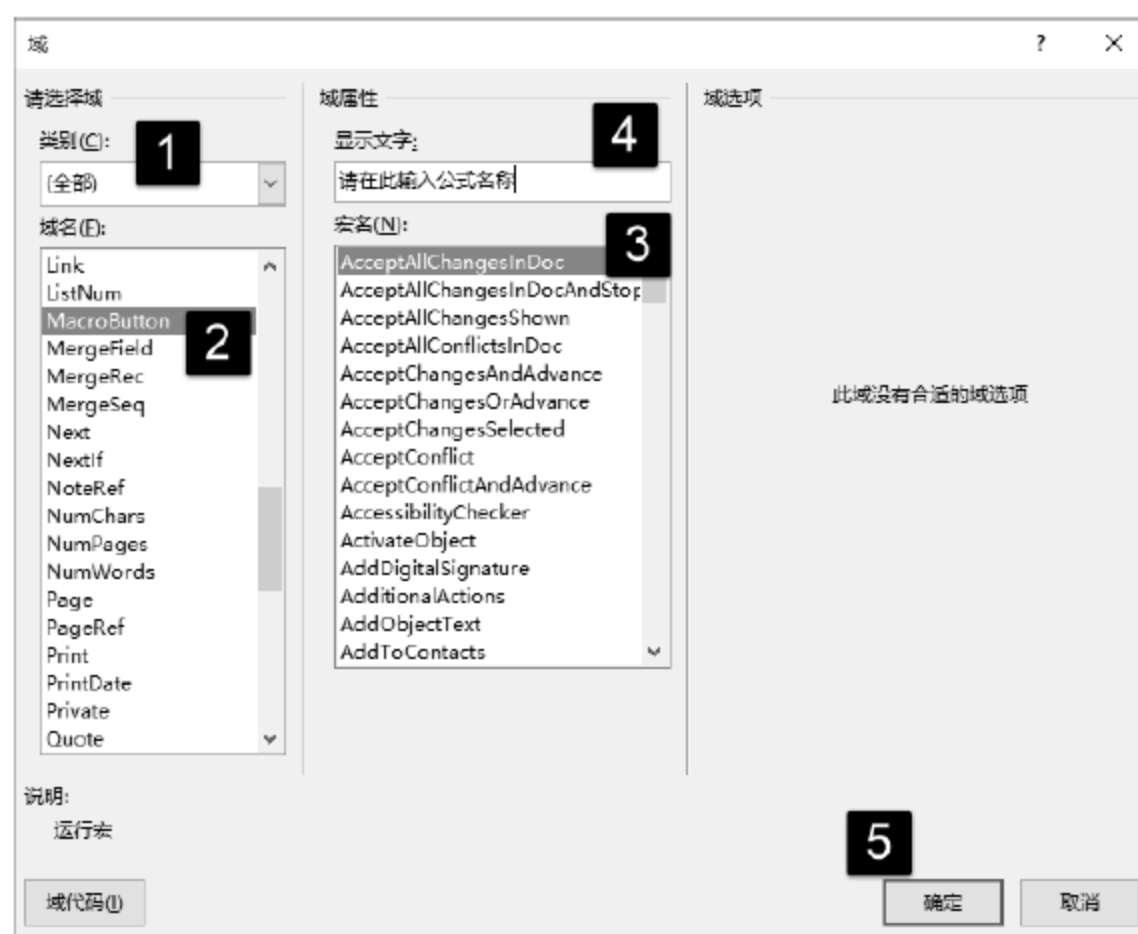 域 ? ×
请选择域
类别(C): 1
(全部)
域名(F):
Link
ListNum
MacroButton
2
MergeField
MergeRec
MergeSeq
Next
NextIf
NoteRef
NumChars
NumPages
NumWords
Page
PageRef
Print
PrintDate
Private
Quote
域属性
显示文字: 4
请在此输入公式名称
宏名(N): 3
AcceptAllChangesInDoc
AcceptAllChangesInDocAndStop
AcceptAllChangesShown
AcceptAllConflictsInDoc
AcceptChangesAndAdvance
AcceptChangesOrAdvance
AcceptChangesSelected
AcceptConflict
AcceptConflictAndAdvance
AccessibilityChecker
ActivateObject
AddDigitalSignature
AdditionalActions
AddObjectText
AddToContacts
域选项
此域没有合适的域选项
说明:
运行宏
5
域代码(I)
确定
取消